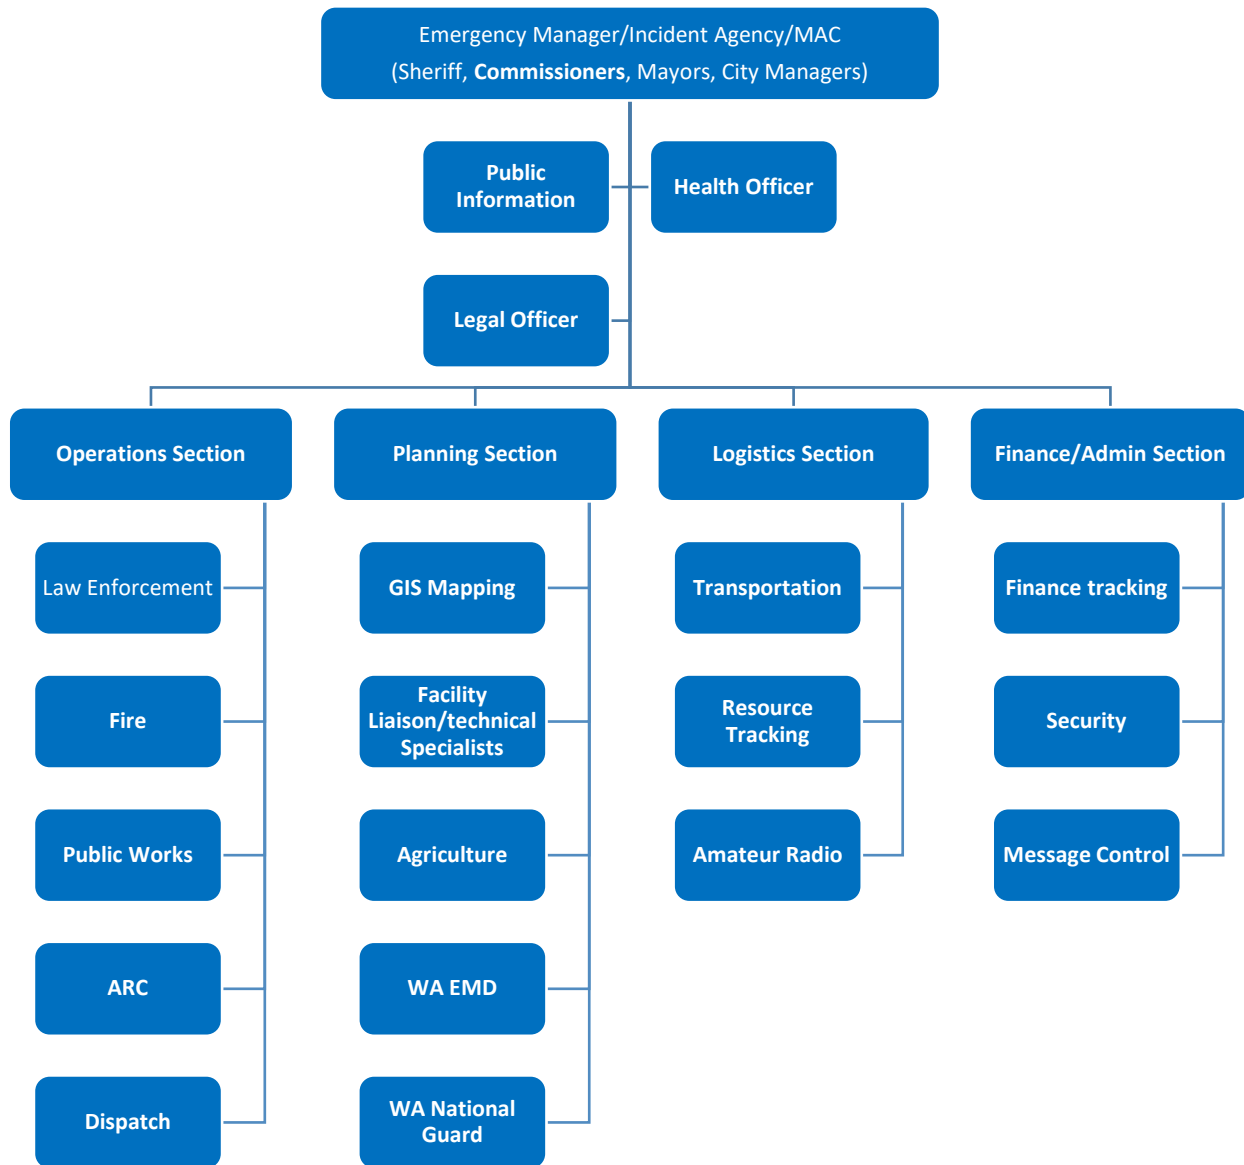 Emergency Manager/Incident Agency/MAC
(Sheriff, Commissioners, Mayors, City Managers)
Public
Information
Health Officer
Legal Officer
Operations Section
Planning Section
Logistics Section
Finance/Admin Section
Law Enforcement
GIS Mapping
Transportation
Finance tracking
Fire
Facility
Liaison/technical
Specialists
Resource
Tracking
Security
Public Works
Agriculture
Amateur Radio
Message Control
ARC
WA EMD
Dispatch
WA National
Guard